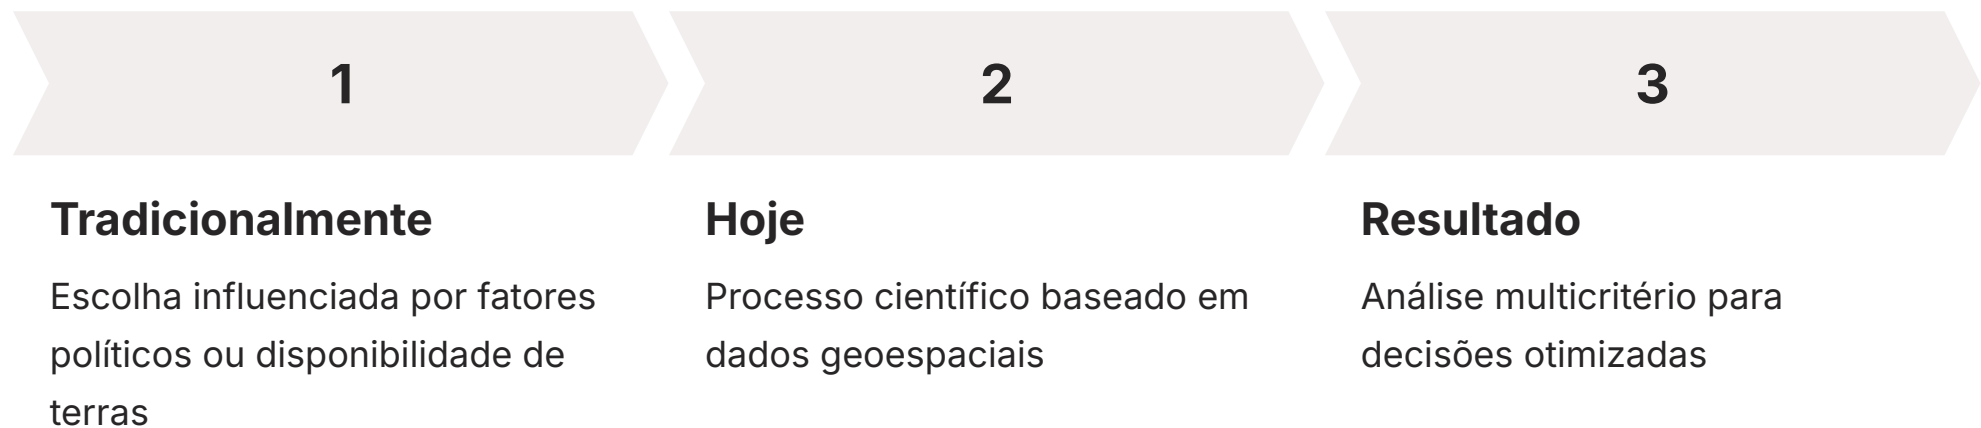 1
2
3
Tradicionalmente
Escolha influenciada por fatores
políticos ou disponibilidade de
terras
Hoje
Processo científico baseado em
dados geoespaciais
Resultado
Análise multicritério para
decisões otimizadas